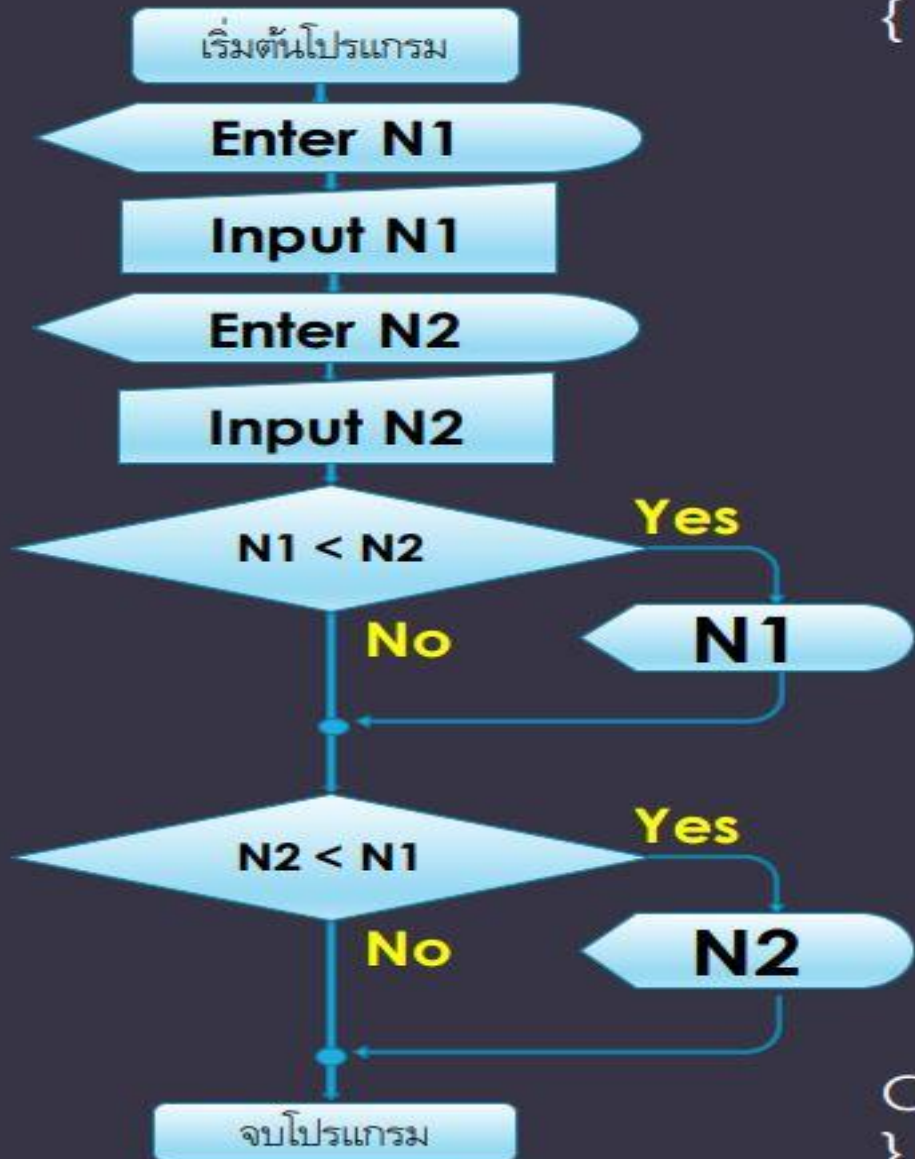 {
เริ่มต้นโปรแกรม
Enter N1
Input N1
Enter N2
Input N2
N1 < N2
Yes
No
N1
N2 < N1
Yes
No
N2
จบโปรแกรม
}